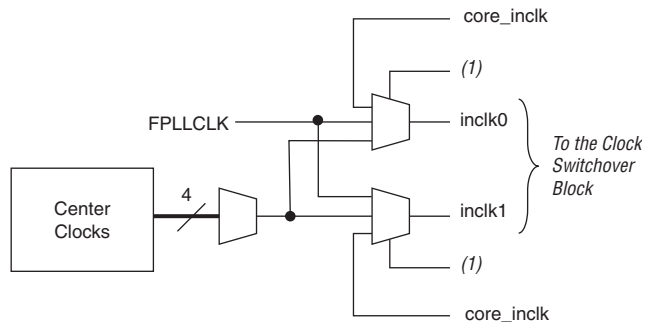 core_inclk
(1)
FPLLCLK
inclk0
To the Clock
Switchover
Block
4
Center
Clocks
inclk1
(1)
core_inclk